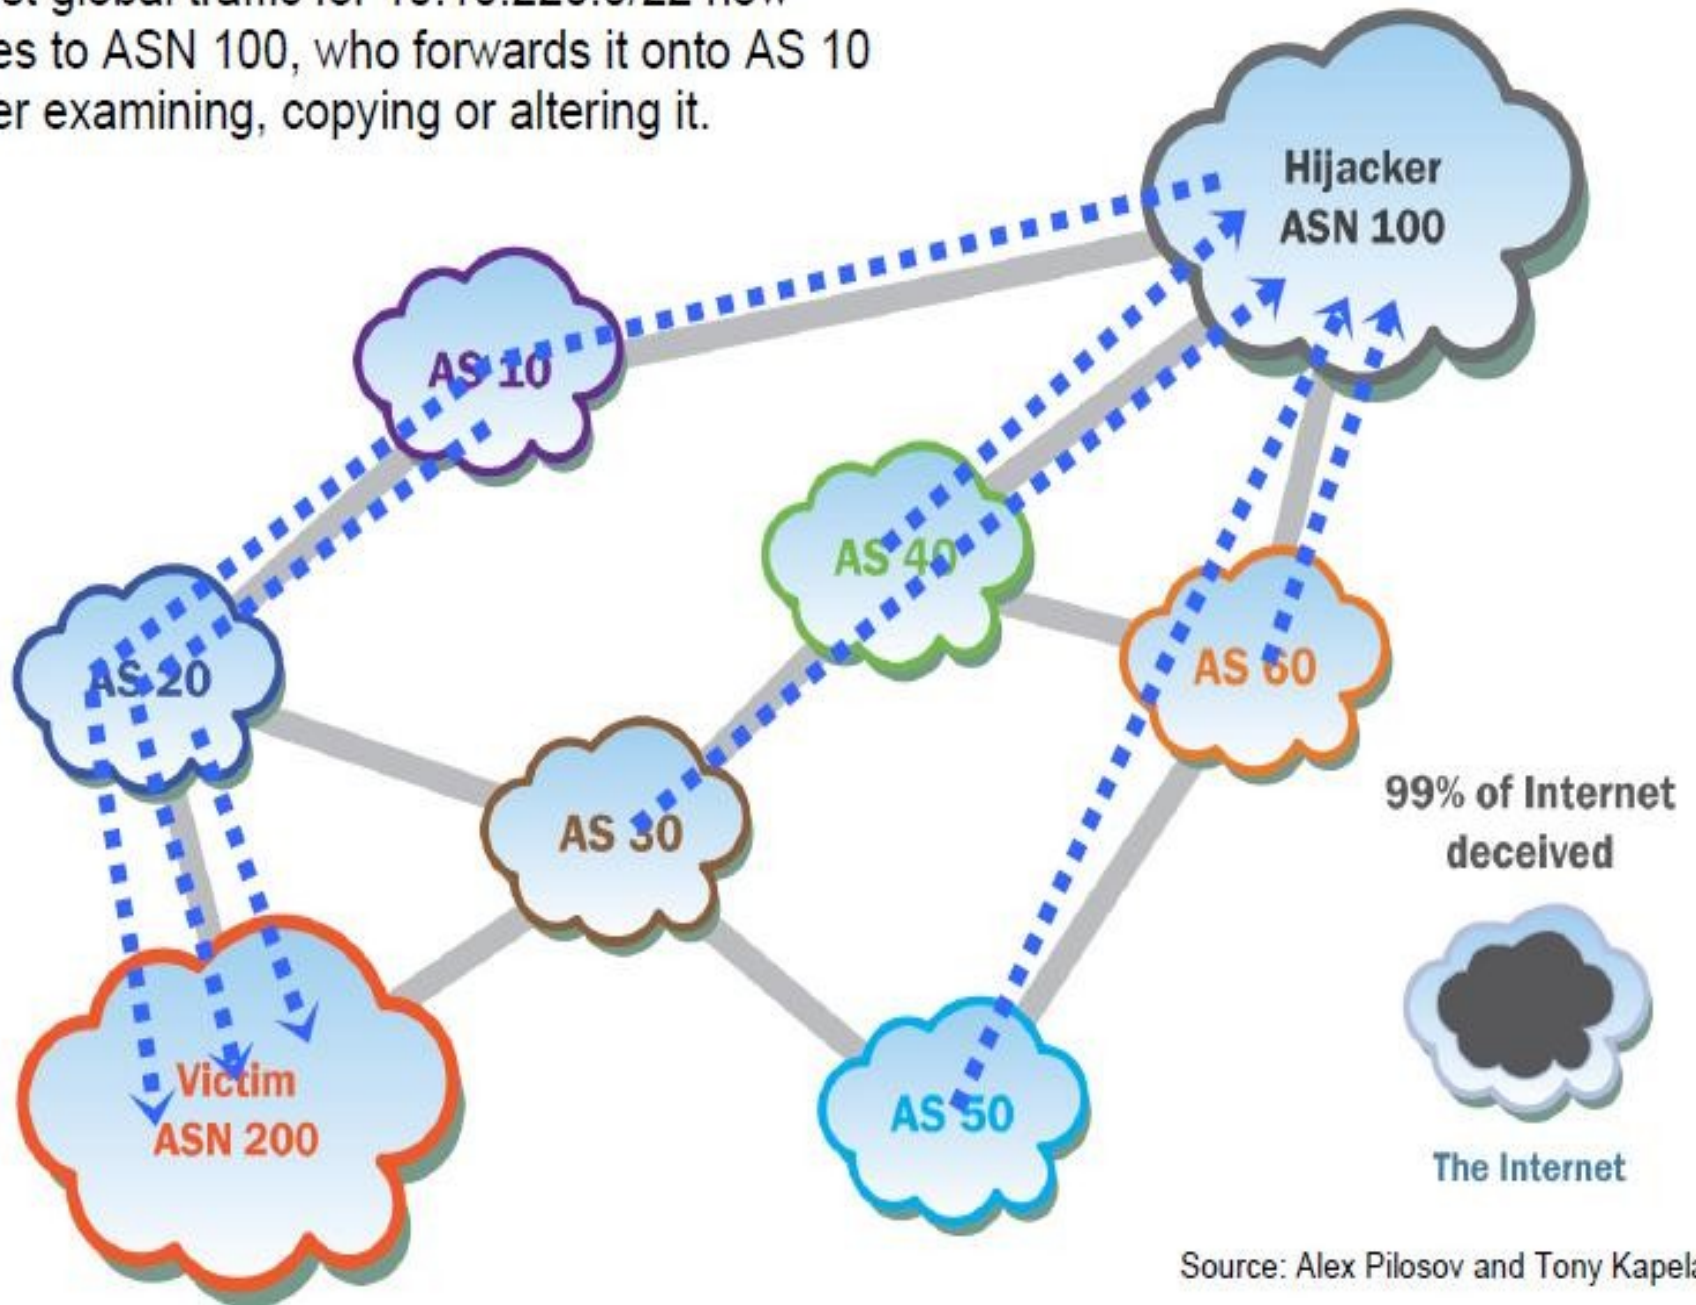 es to ASN 100, who forwards it onto AS 10
er examining, copying or altering it.
Hijacker
ASN 100
AS 10
AS 40
AS 20
AS 60
AS 30
99% of Internet
deceived
Victim
ASN 200
AS 50
The Internet
Source: Alex Pilosov and Tony Kapela